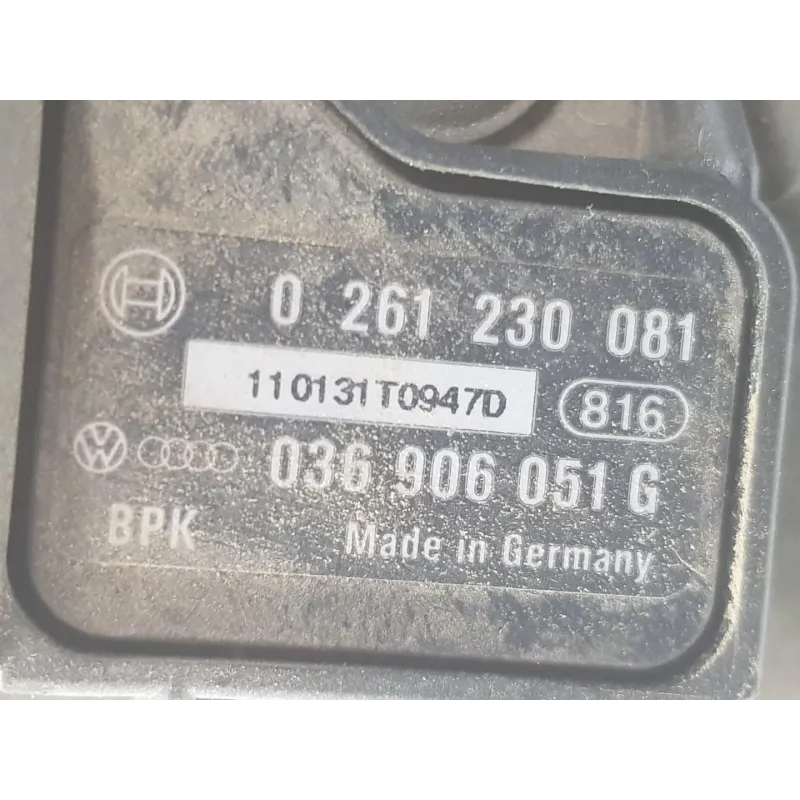 0 261 230 081
110131T0947D 816
036 906 051 G
BPK Made in Germany